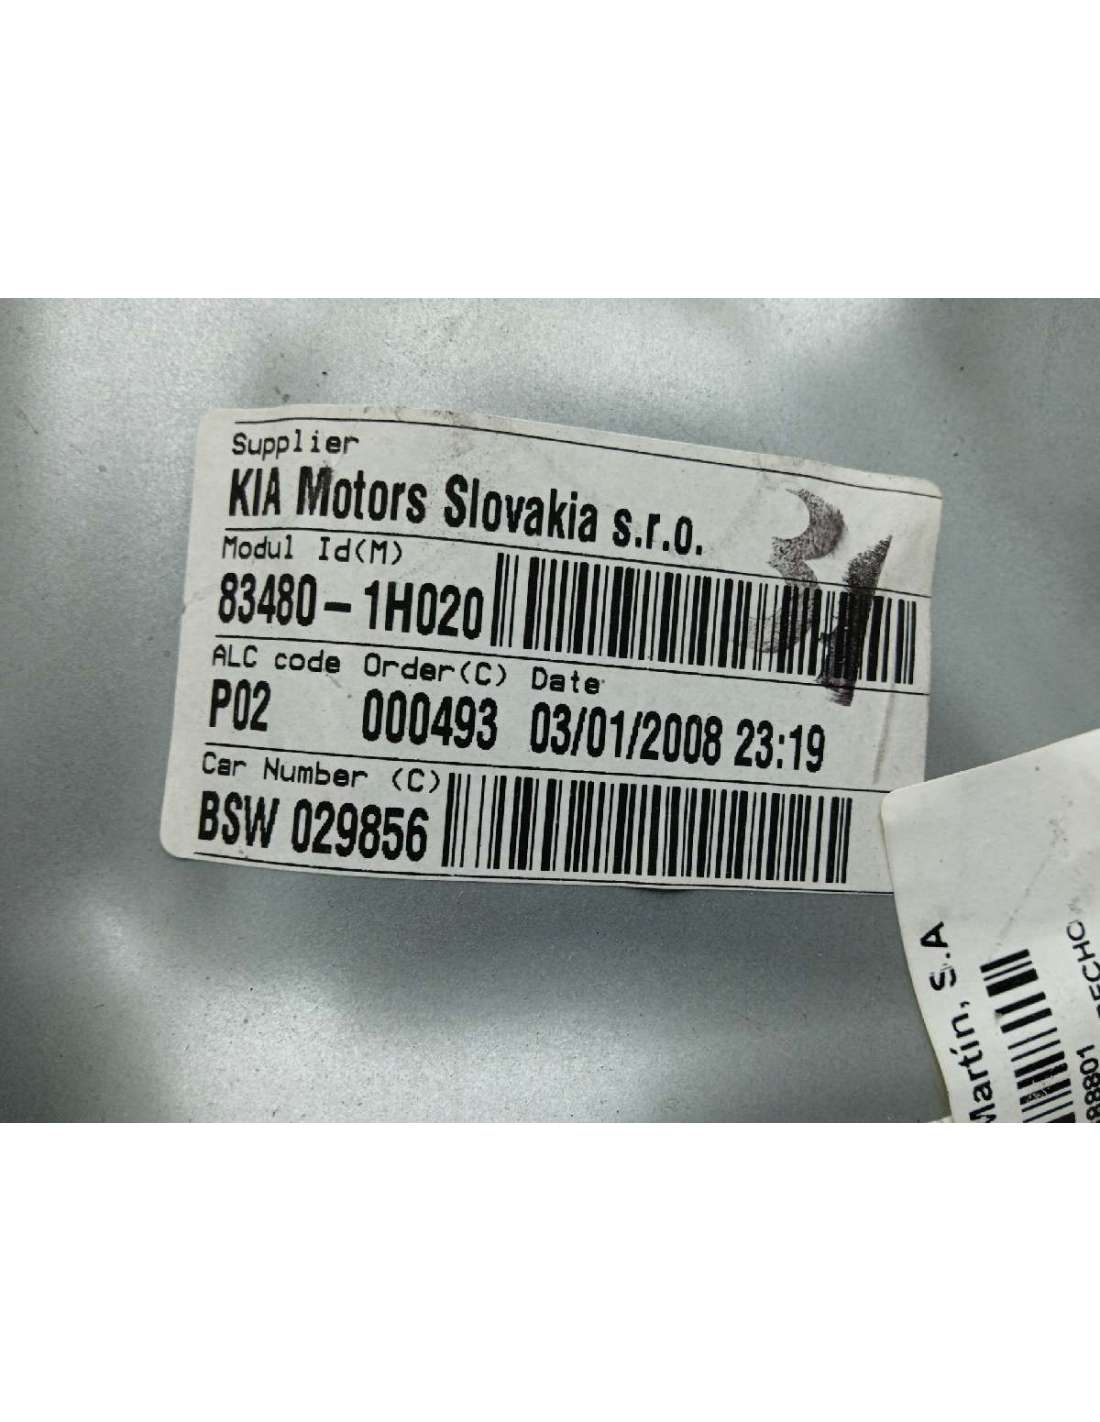 Supplier
KIA Motors Slovakia s.r.o.
Modul Id(M)
83480-1H020
ALC code Order(C) Date
P02 000493 03/01/2008 23:19
Car Number (C)
BSW 029856
Martín, S.A
88801